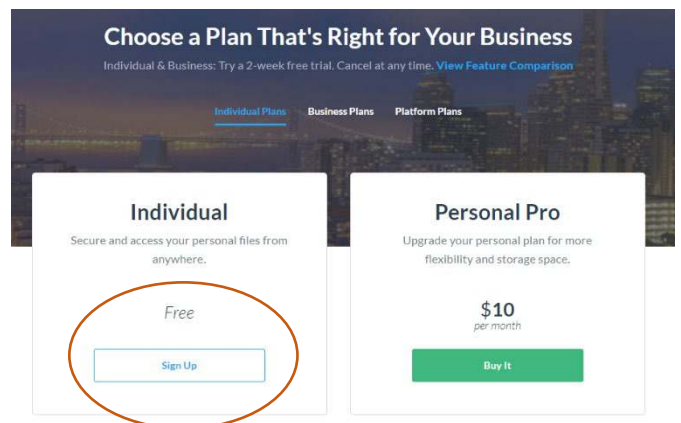 Choose a Plan That's Right for Your Business
Individual & Business: Try a 2-week free trial. Cancel at any time. View Feature Comparison
Individual Plans Business Plans Platform Plans
Individual
Secure and access your personal files from
anywhere.
Free
Sign Up
Personal Pro
Upgrade your personal plan for more
flexibility and storage space.
$10
per month
Buy It